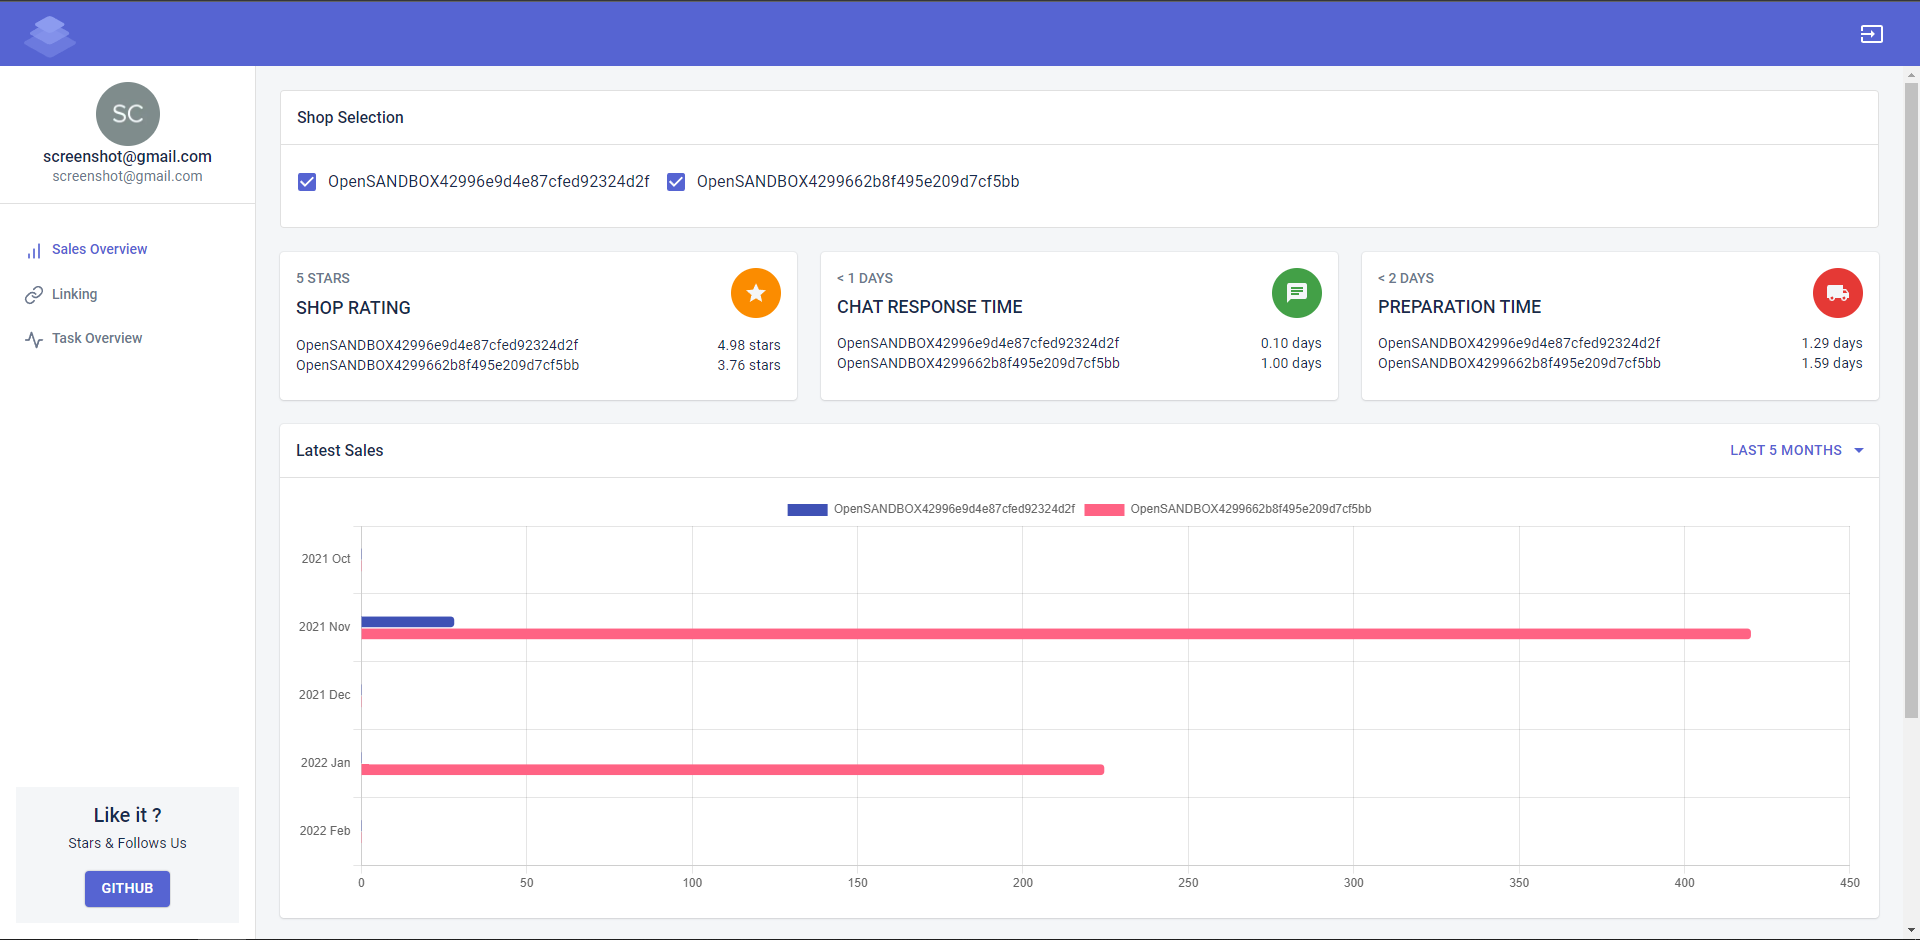 SC
screenshot@gmail.com
screenshot@gmail.com
Sales Overview
Linking
Task Overview
Like it ?
Stars & Follows Us
GITHUB
Shop Selection
OpenSANDBOX42996e9d4e87cfed92324d2f OpenSANDBOX4299662b8f495e209d7cf5bb
5 STARS
SHOP RATING
OpenSANDBOX42996e9d4e87cfed92324d2f 4.98 stars
OpenSANDBOX4299662b8f495e209d7cf5bb 3.76 stars
< 1 DAYS
CHAT RESPONSE TIME
OpenSANDBOX42996e9d4e87cfed92324d2f 0.10 days
OpenSANDBOX4299662b8f495e209d7cf5bb 1.00 days
< 2 DAYS
PREPARATION TIME
OpenSANDBOX42996e9d4e87cfed92324d2f 1.29 days
OpenSANDBOX4299662b8f495e209d7cf5bb 1.59 days
Latest Sales LAST 5 MONTHS
OpenSANDBOX42996e9d4e87cfed92324d2f OpenSANDBOX4299662b8f495e209d7cf5bb
2021 Oct
2021 Nov
2021 Dec
2022 Jan
2022 Feb
0 50 100 150 200 250 300 350 400 450